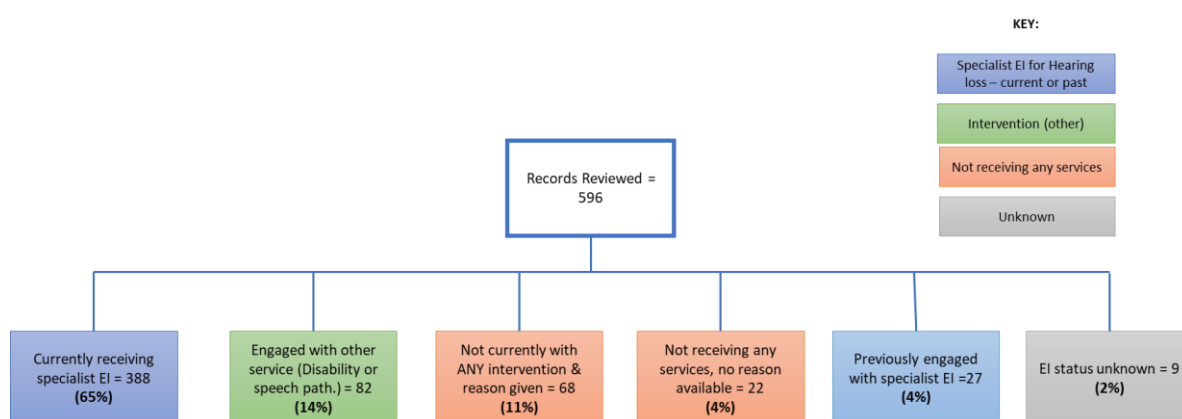 KEY:
Specialist EI for Hearing
loss – current or past
Intervention (other)
Not receiving any services
Unknown
Records Reviewed =
596
Currently receiving
specialist EI = 388
(65%)
Engaged with other
service (Disability or
speech path.) = 82
(14%)
Not currently with
ANY intervention &
reason given = 68
(11%)
Not receiving any
services, no reason
available = 22
(4%)
Previously engaged
with specialist EI =27
(4%)
EI status unknown = 9
(2%)